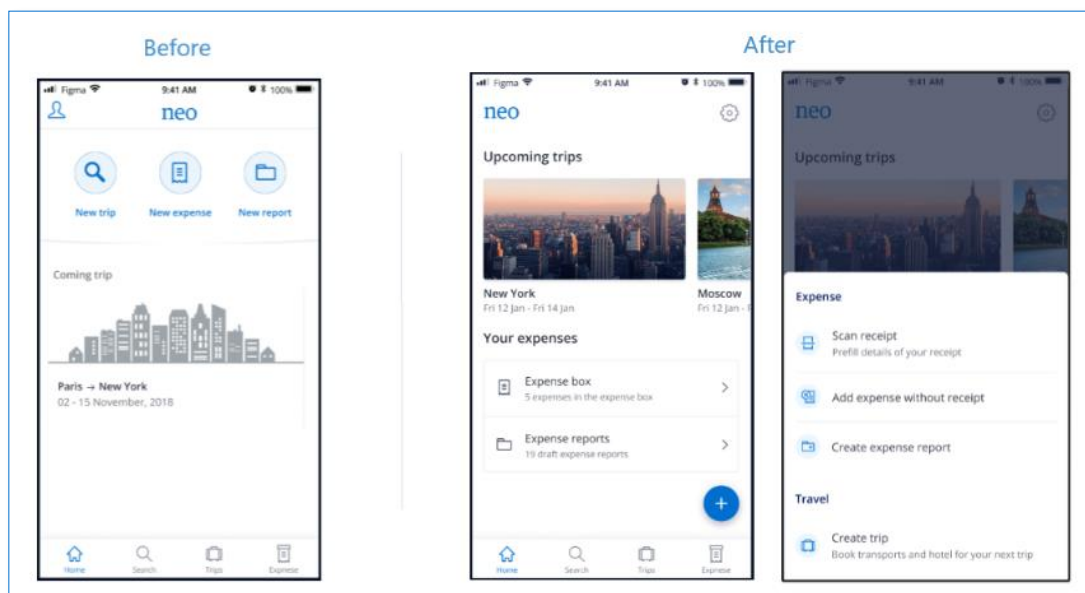 Before
After
Figma 9:41 AM 100%
neo
New trip New expense New report
Coming trip
Paris → New York
02 - 15 November, 2018
Home Search Trips Exprese
Figma 9:41 AM 100%
neo
Upcoming trips
New York
Fri 12 Jan - Fri 14 Jan
Moscow
Fri 12 Jan - F
Your expenses
Expense box
5 expenses in the expense box
Expense reports
19 draft expense reports
+
Home Search Trips Exprese
Figma 9:41 AM 100%
neo
Upcoming trips
Expense
Scan receipt
Prefill details of your receipt
Add expense without receipt
Create expense report
Travel
Create trip
Book transports and hotel for your next trip